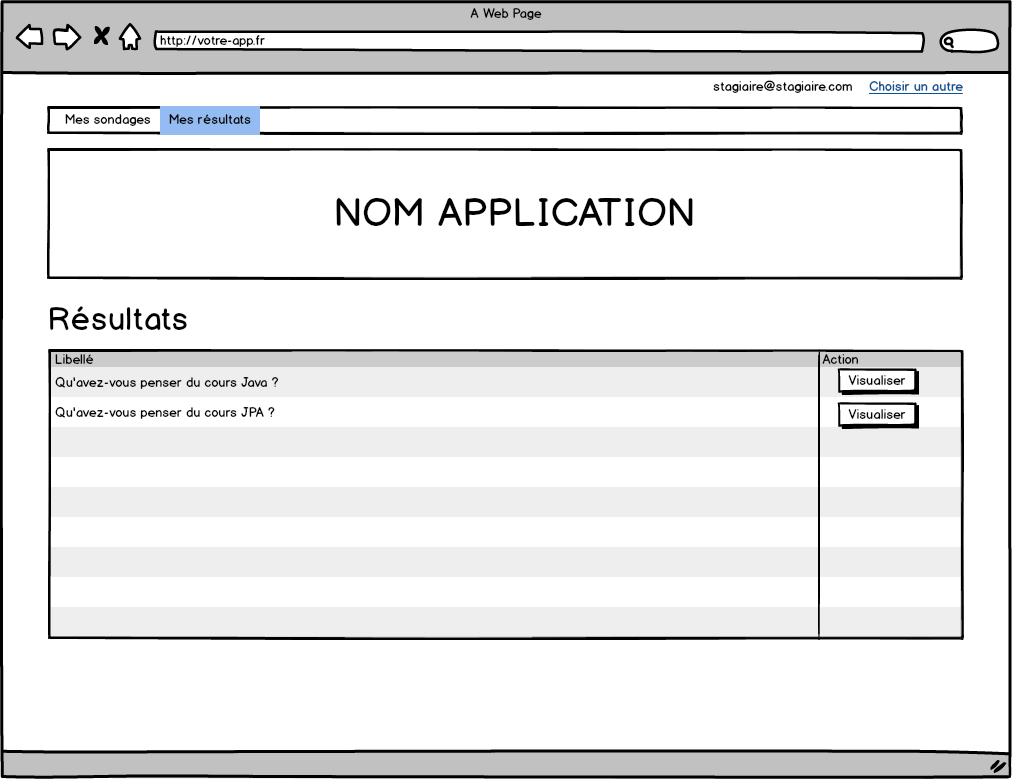 A Web Page
http://votre-app.fr
stagiaire@stagiaire.com Choisir un autre
Mes sondages Mes résultats
NOM APPLICATION
Résultats
Libellé Action
Qu'avez-vous penser du cours Java ? Visualiser
Qu'avez-vous penser du cours JPA ? Visualiser